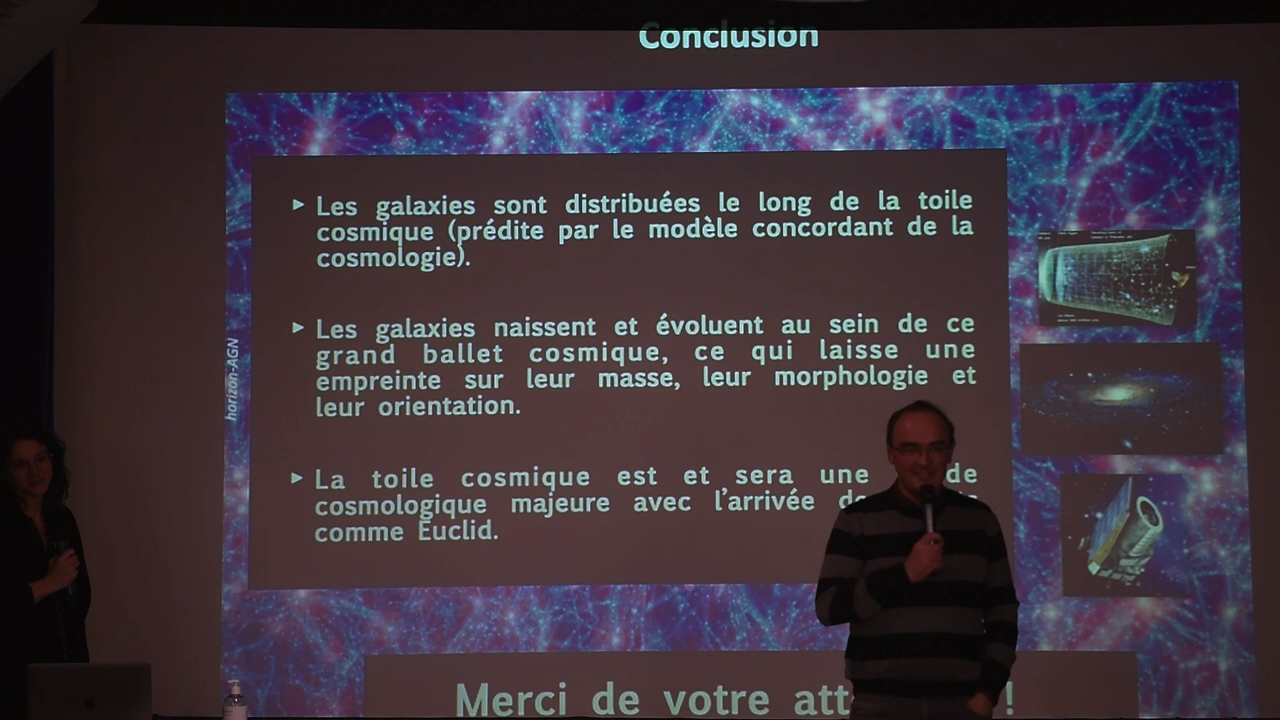 Conclusion
Les galaxies sont distribuées le long de la toile
cosmique (prédite par le modèle concordant de la
cosmologie).
Les galaxies naissent et évoluent au sein de ce
grand ballet cosmique, ce qui laisse une
empreinte sur leur masse, leur morphologie et
leur orientation.
La toile cosmique est et sera une de
cosmologique majeure avec l'arrivée
comme Euclid.
horizon-AGN
Merci de votre !